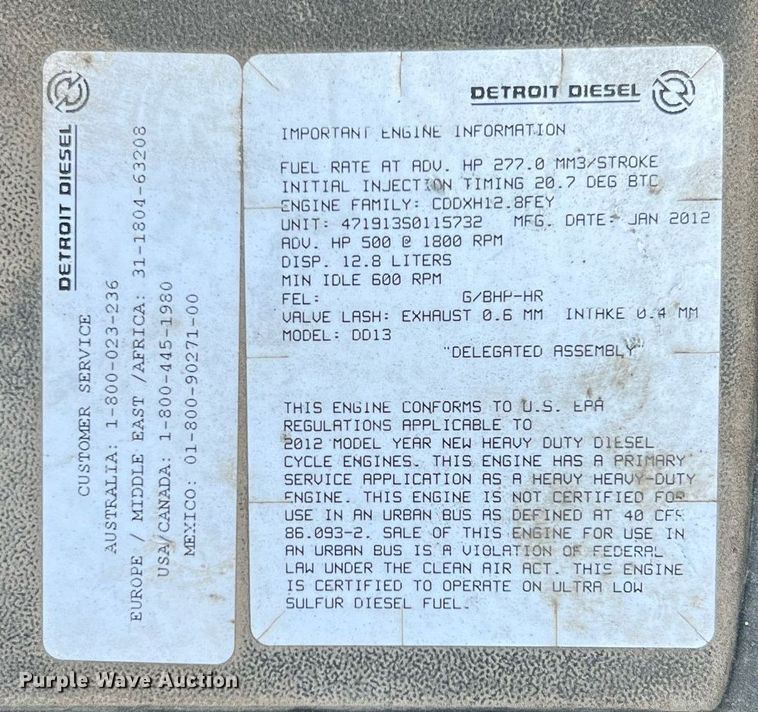 DETROIT DIESEL
CUSTOMER SERVICE
AUSTRALIA: 1-800-023-236
EUROPE / MIDDLE EAST /AFRICA: 31-1804-63208
USA/CANADA: 1-800-445-1980
MEXICO: 01-800-90271-00
DETROIT DIESEL
IMPORTANT ENGINE INFORMATION
FUEL RATE AT ADV. HP 277.0 MM3/STROKE
INITIAL INJECTION TIMING 20.7 DEG BTC
ENGINE FAMILY: CDDXH12.8FEY
UNIT: 471913S0115732 MFG. DATE: JAN 2012
ADV. HP 500 @ 1800 RPM
DISP. 12.8 LITERS
MIN IDLE 600 RPM
FEL: G/BHP-HR
VALVE LASH: EXHAUST 0.6 MM INTAKE 0.4 MM
MODEL: DD13
"DELEGATED ASSEMBLY"
THIS ENGINE CONFORMS TO U.S. EPA
REGULATIONS APPLICABLE TO
2012 MODEL YEAR NEW HEAVY DUTY DIESEL
CYCLE ENGINES. THIS ENGINE HAS A PRIMARY
SERVICE APPLICATION AS A HEAVY HEAVY-DUTY
ENGINE. THIS ENGINE IS NOT CERTIFIED FOR
USE IN AN URBAN BUS AS DEFINED AT 40 CFR
86.093-2. SALE OF THIS ENGINE FOR USE IN
AN URBAN BUS IS A VIOLATION OF FEDERAL
LAW UNDER THE CLEAN AIR ACT. THIS ENGINE
IS CERTIFIED TO OPERATE ON ULTRA LOW
SULFUR DIESEL FUEL.
Purple Wave Auction